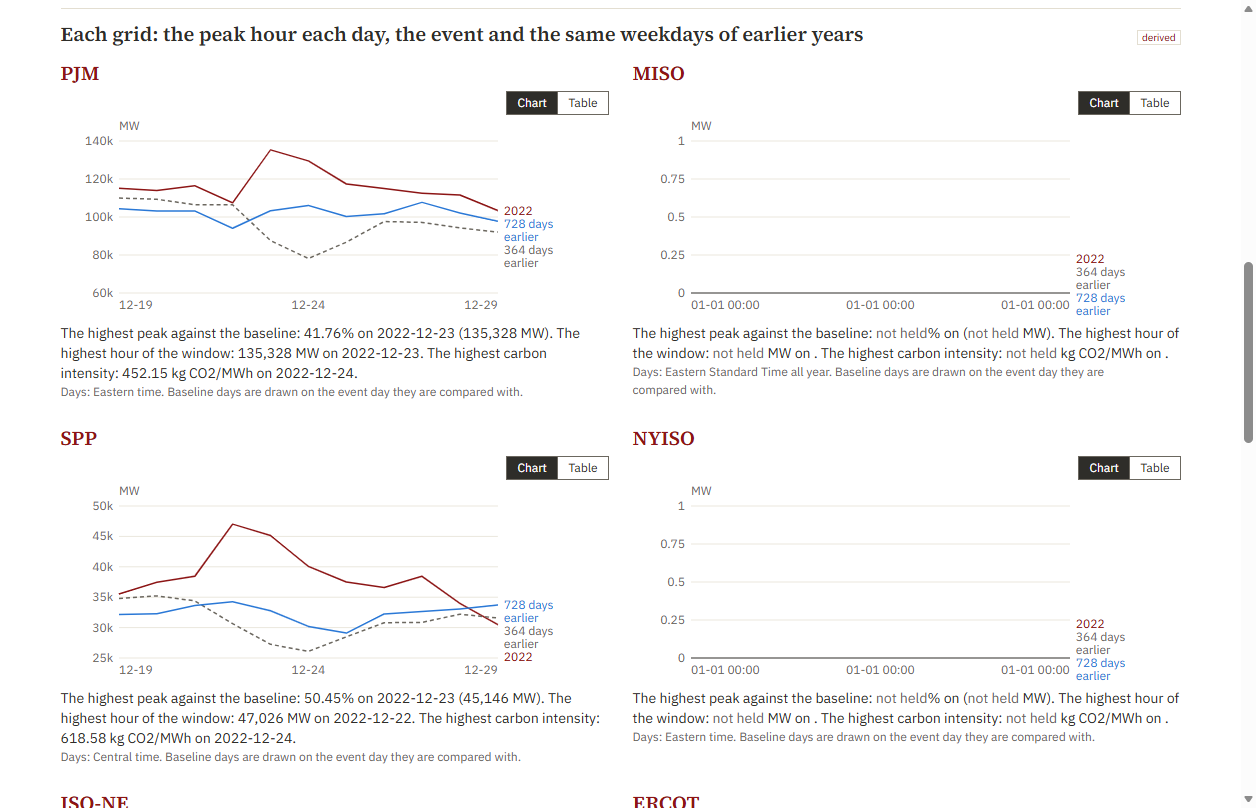 Each grid: the peak hour each day, the event and the same weekdays of earlier years
derived
PJM
Chart
Table
MW
140k
120k
100k
80k
60k
12-19
12-24
12-29
2022
728 days
earlier
364 days
earlier
The highest peak against the baseline: 41.76% on 2022-12-23 (135,328 MW). The
highest hour of the window: 135,328 MW on 2022-12-23. The highest carbon
intensity: 452.15 kg CO2/MWh on 2022-12-24.
Days: Eastern time. Baseline days are drawn on the event day they are compared with.
MISO
Chart
Table
MW
1
0.75
0.5
0.25
0
01-01 00:00
01-01 00:00
01-01 00:00
2022
364 days
earlier
728 days
earlier
The highest peak against the baseline: not held% on (not held MW). The highest hour of
the window: not held MW on . The highest carbon intensity: not held kg CO2/MWh on .
Days: Eastern Standard Time all year. Baseline days are drawn on the event day they are
compared with.
SPP
Chart
Table
MW
50k
45k
40k
35k
30k
25k
12-19
12-24
12-29
728 days
earlier
364 days
earlier
2022
The highest peak against the baseline: 50.45% on 2022-12-23 (45,146 MW). The
highest hour of the window: 47,026 MW on 2022-12-22. The highest carbon intensity:
618.58 kg CO2/MWh on 2022-12-24.
Days: Central time. Baseline days are drawn on the event day they are compared with.
NYISO
Chart
Table
MW
1
0.75
0.5
0.25
0
01-01 00:00
01-01 00:00
01-01 00:00
2022
364 days
earlier
728 days
earlier
The highest peak against the baseline: not held% on (not held MW). The highest hour of
the window: not held MW on . The highest carbon intensity: not held kg CO2/MWh on .
Days: Eastern time. Baseline days are drawn on the event day they are compared with.
ISO-NE
ERCOT